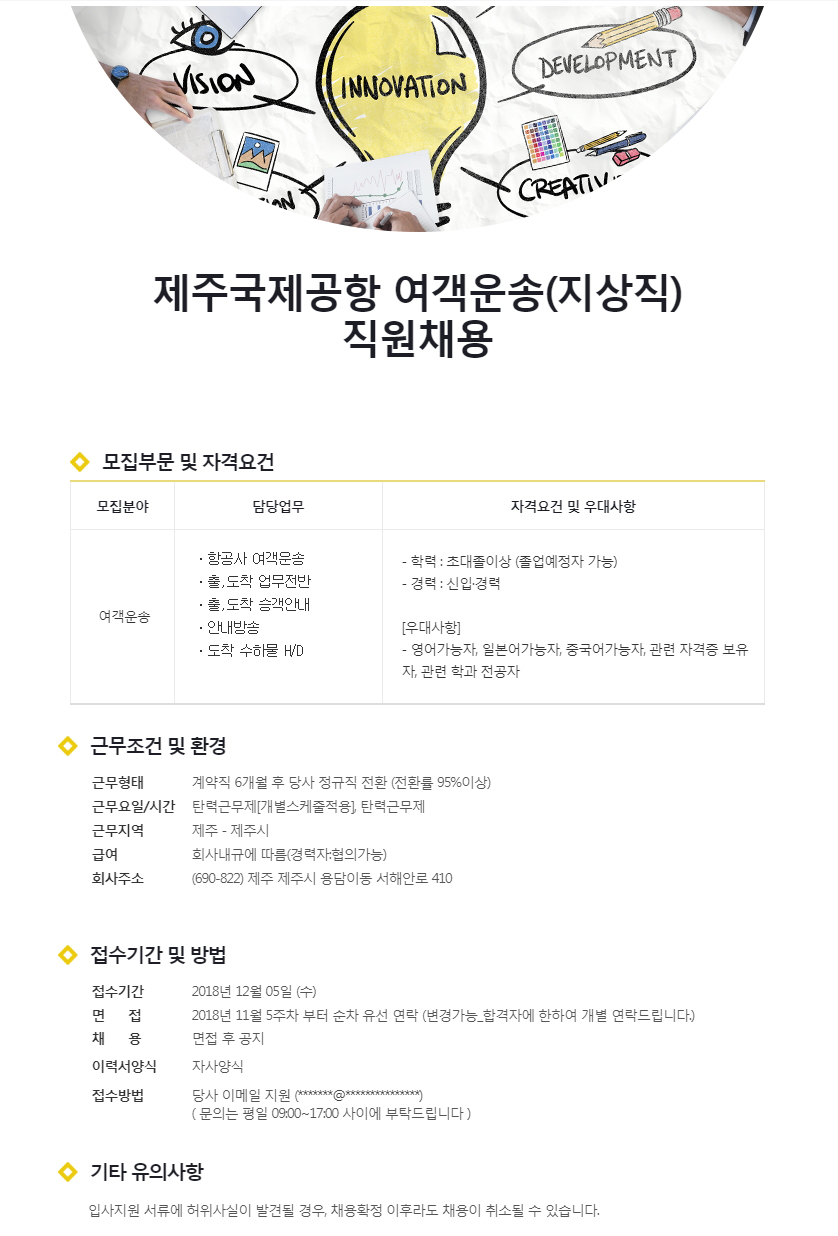 VISION
INNOVATION
DEVELOPMENT
제주국제공항 여객운송(지상직)
직원채용
모집부문 및 자격요건
모집분야 담당업무 자격요건 및 우대사항
여객운송
· 항공사 여객운송
· 출,도착 업무전반
· 출,도착 승객안내
· 안내방송
· 도착 수하물 H/D
- 학력 : 초대졸이상 (졸업예정자 가능)
- 경력 : 신입·경력
[우대사항]
- 영어가능자, 일본어가능자, 중국어가능자, 관련 자격증 보유
자, 관련 학과 전공자
근무조건 및 환경
근무형태 계약직 6개월 후 당사 정규직 전환 (전환률 95%이상)
근무요일/시간 탄력근무제[개별스케줄적용], 탄력근무제
근무지역 제주 - 제주시
급여 회사내규에 따름(경력자:협의가능)
회사주소 (690-822) 제주 제주시 용담이동 서해안로 410
접수기간 및 방법
접수기간 2018년 12월 05일 (수)
면 접 2018년 11월 5주차 부터 순차 유선 연락 (변경가능_합격자에 한하여 개별 연락드립니다.)
채 용 면접 후 공지
이력서양식 자사양식
접수방법 당사 이메일 지원 (*******@***************)
( 문의는 평일 09:00~17:00 사이에 부탁드립니다 )
기타 유의사항
입사지원 서류에 허위사실이 발견될 경우, 채용확정 이후라도 채용이 취소될 수 있습니다.